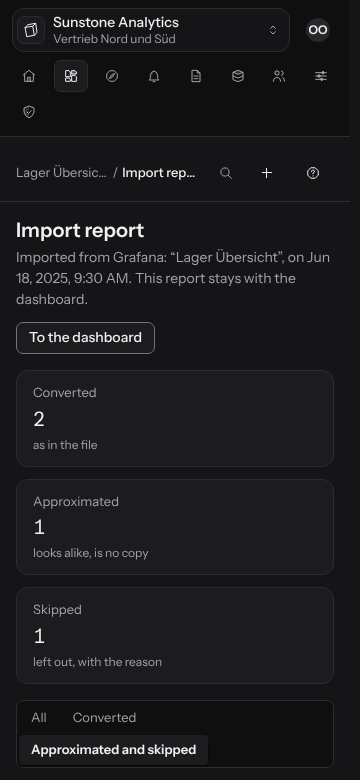 Sunstone Analytics
Vertrieb Nord und Süd
OO
Lager Übersic... / Import rep...
Import report
Imported from Grafana: “Lager Übersicht”, on Jun
18, 2025, 9:30 AM. This report stays with the
dashboard.
To the dashboard
Converted
2
as in the file
Approximated
1
looks alike, is no copy
Skipped
1
left out, with the reason
All Converted
Approximated and skipped